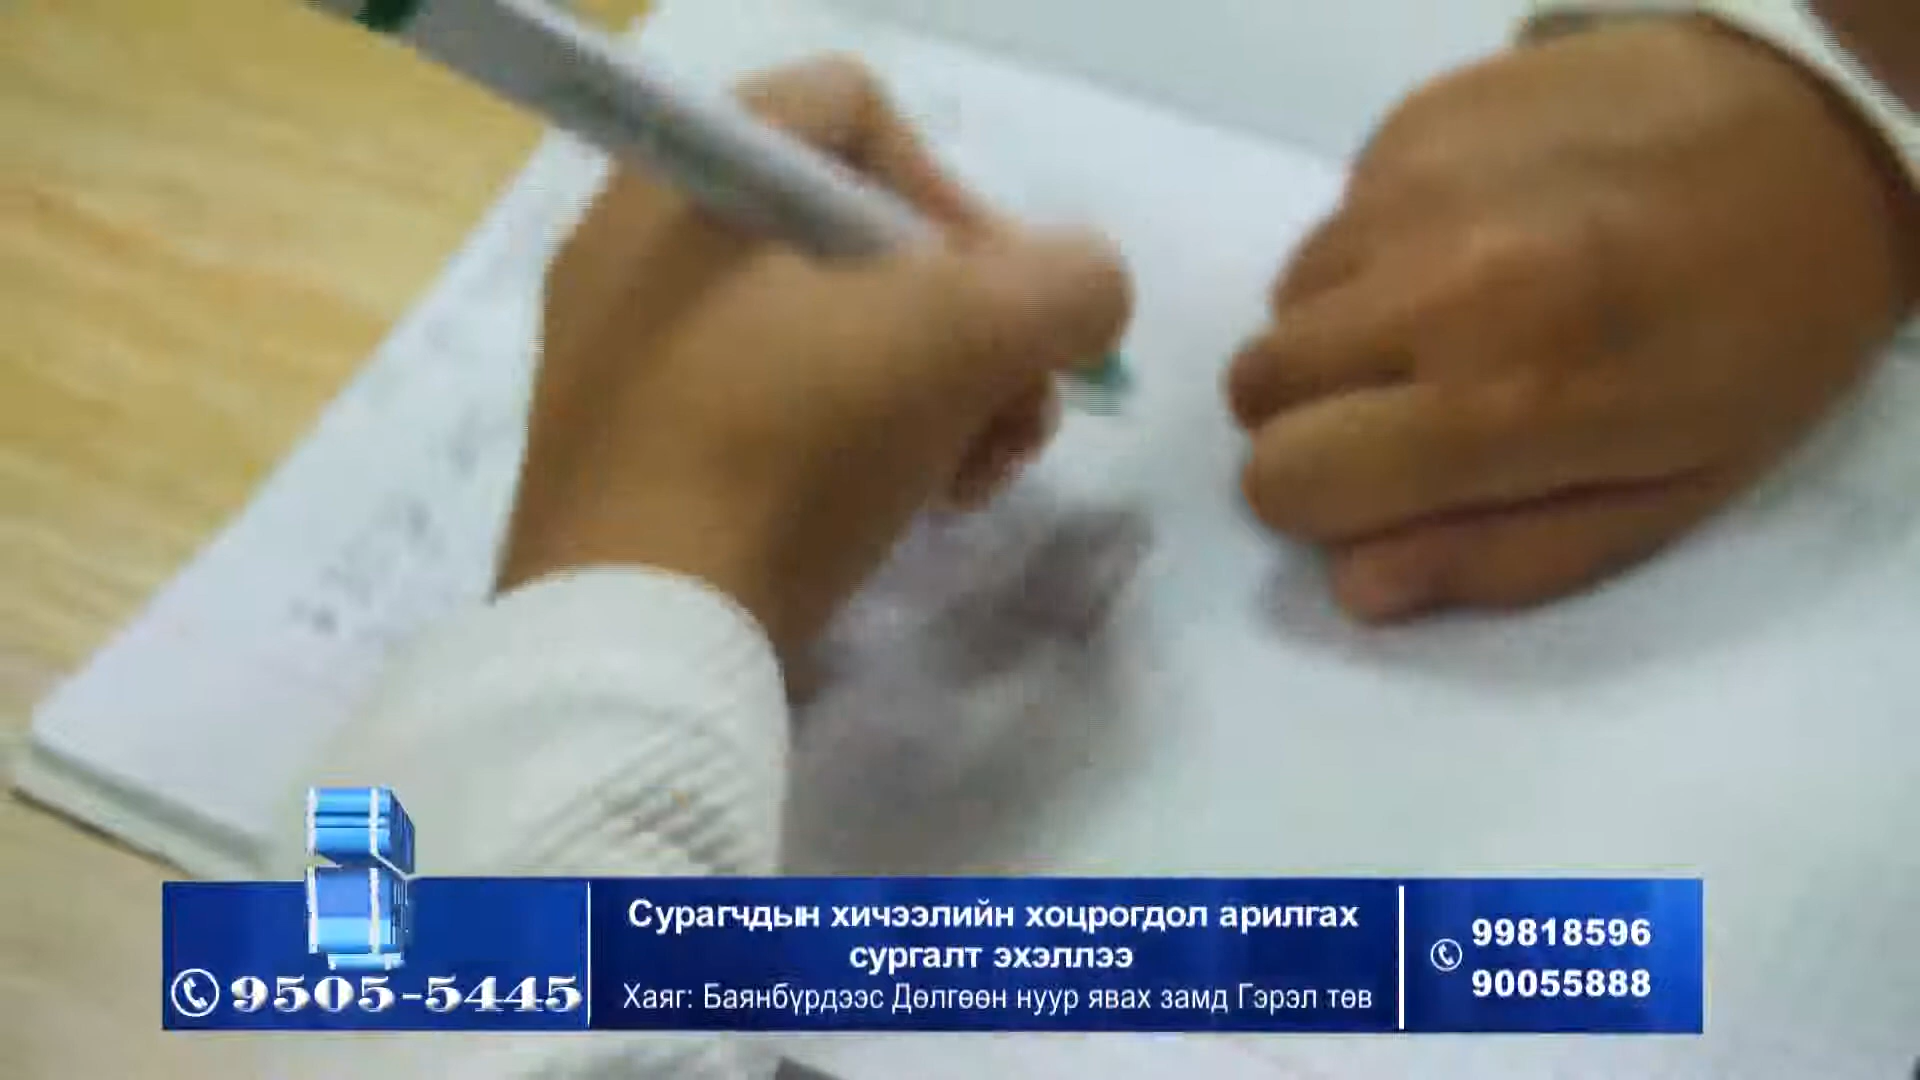 Сурагчдын хичээлийн хоцрогдол арилгах
сургалт эхэллээ
Хаяг: Баянбүрдээс Дөлгөөн нуур явах замд Гэрэл төв
9505-5445
99818596
90055888